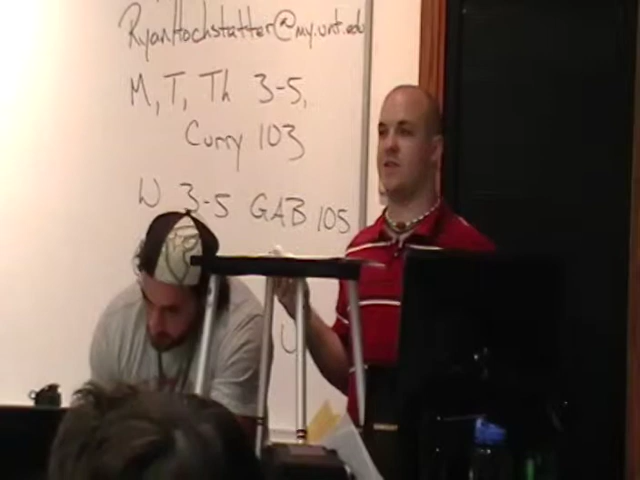 RyanHochstatter@my.unt.edu
M, T, Th 3-5,
Curry 103
W 3-5 GAB 105